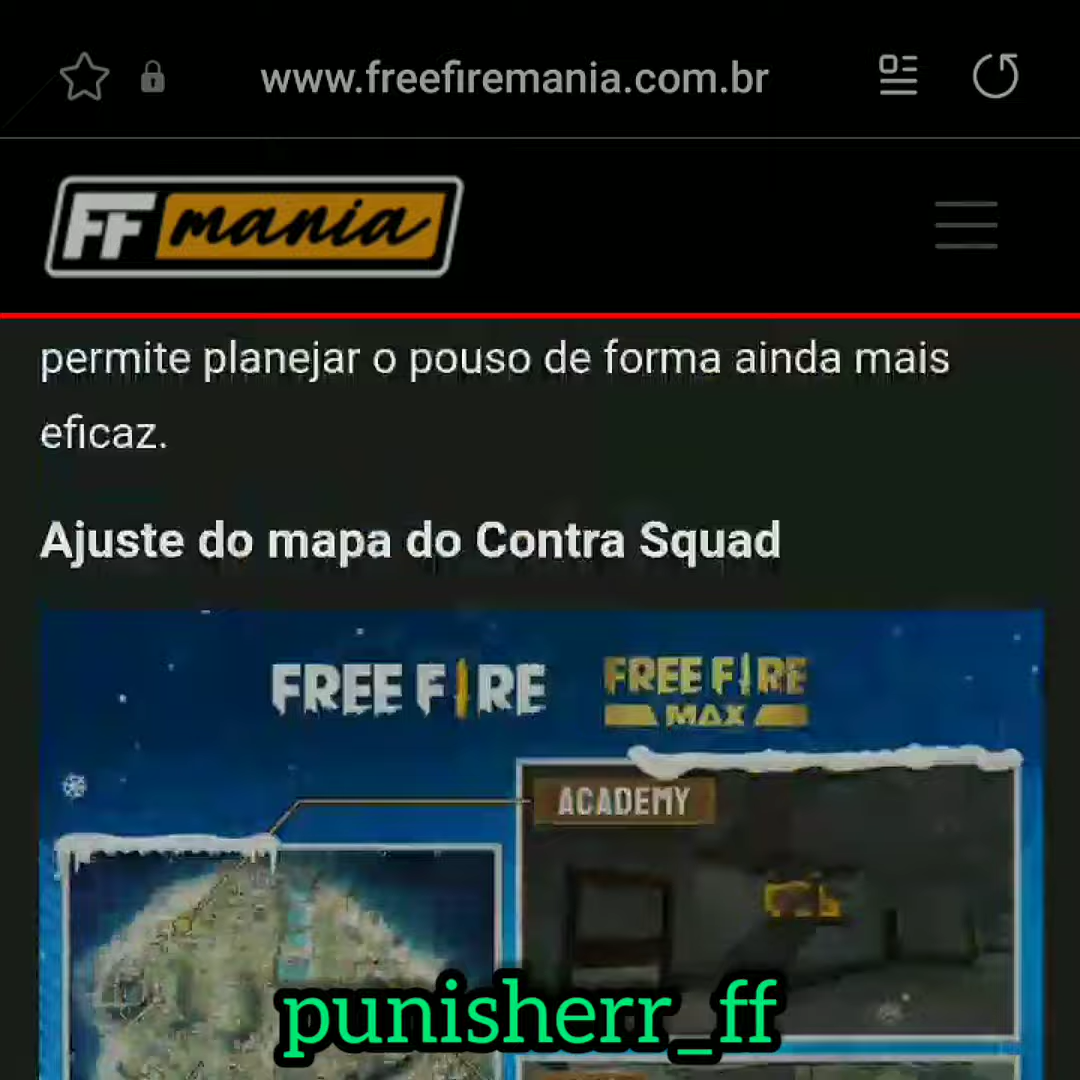 www.freefiremania.com.br
FF mania
permite planejar o pouso de forma ainda mais
eficaz.
Ajuste do mapa do Contra Squad
FREE FIRE
FREE FIRE
MAX
ACADEMY
punisherr_ff